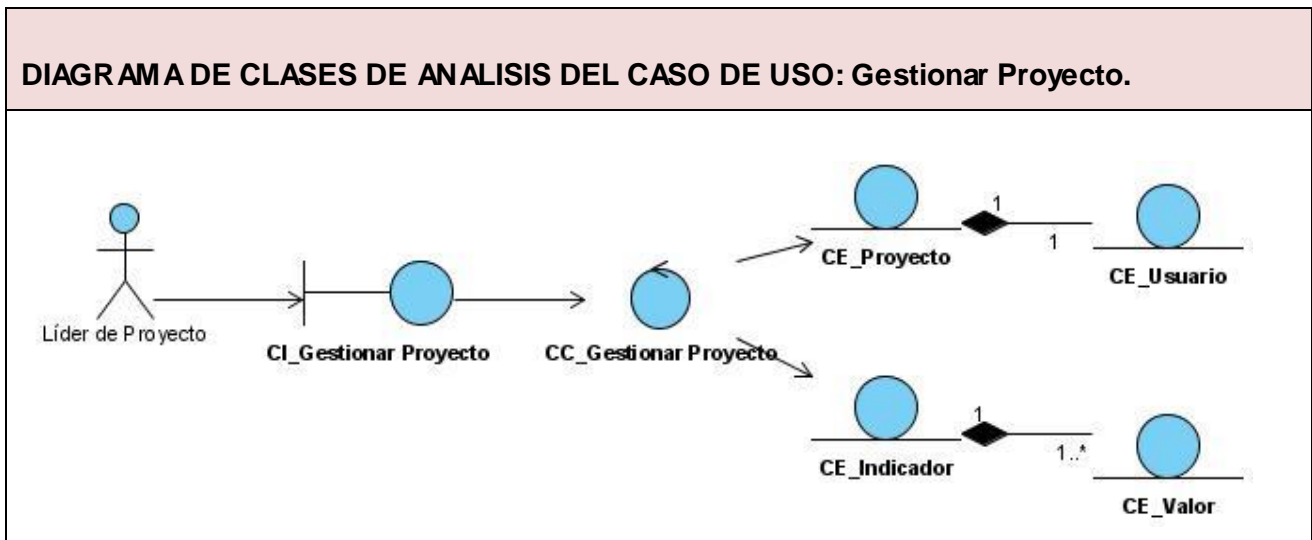 DIAGRAMA DE CLASES DE ANALISIS DEL CASO DE USO: Gestionar Proyecto.
1
1
CE_Proyecto
CE_Usuario
Líder de Proyecto
CI_Gestionar Proyecto
CC_Gestionar Proyecto
1
1..*
CE_Indicador
CE_Valor